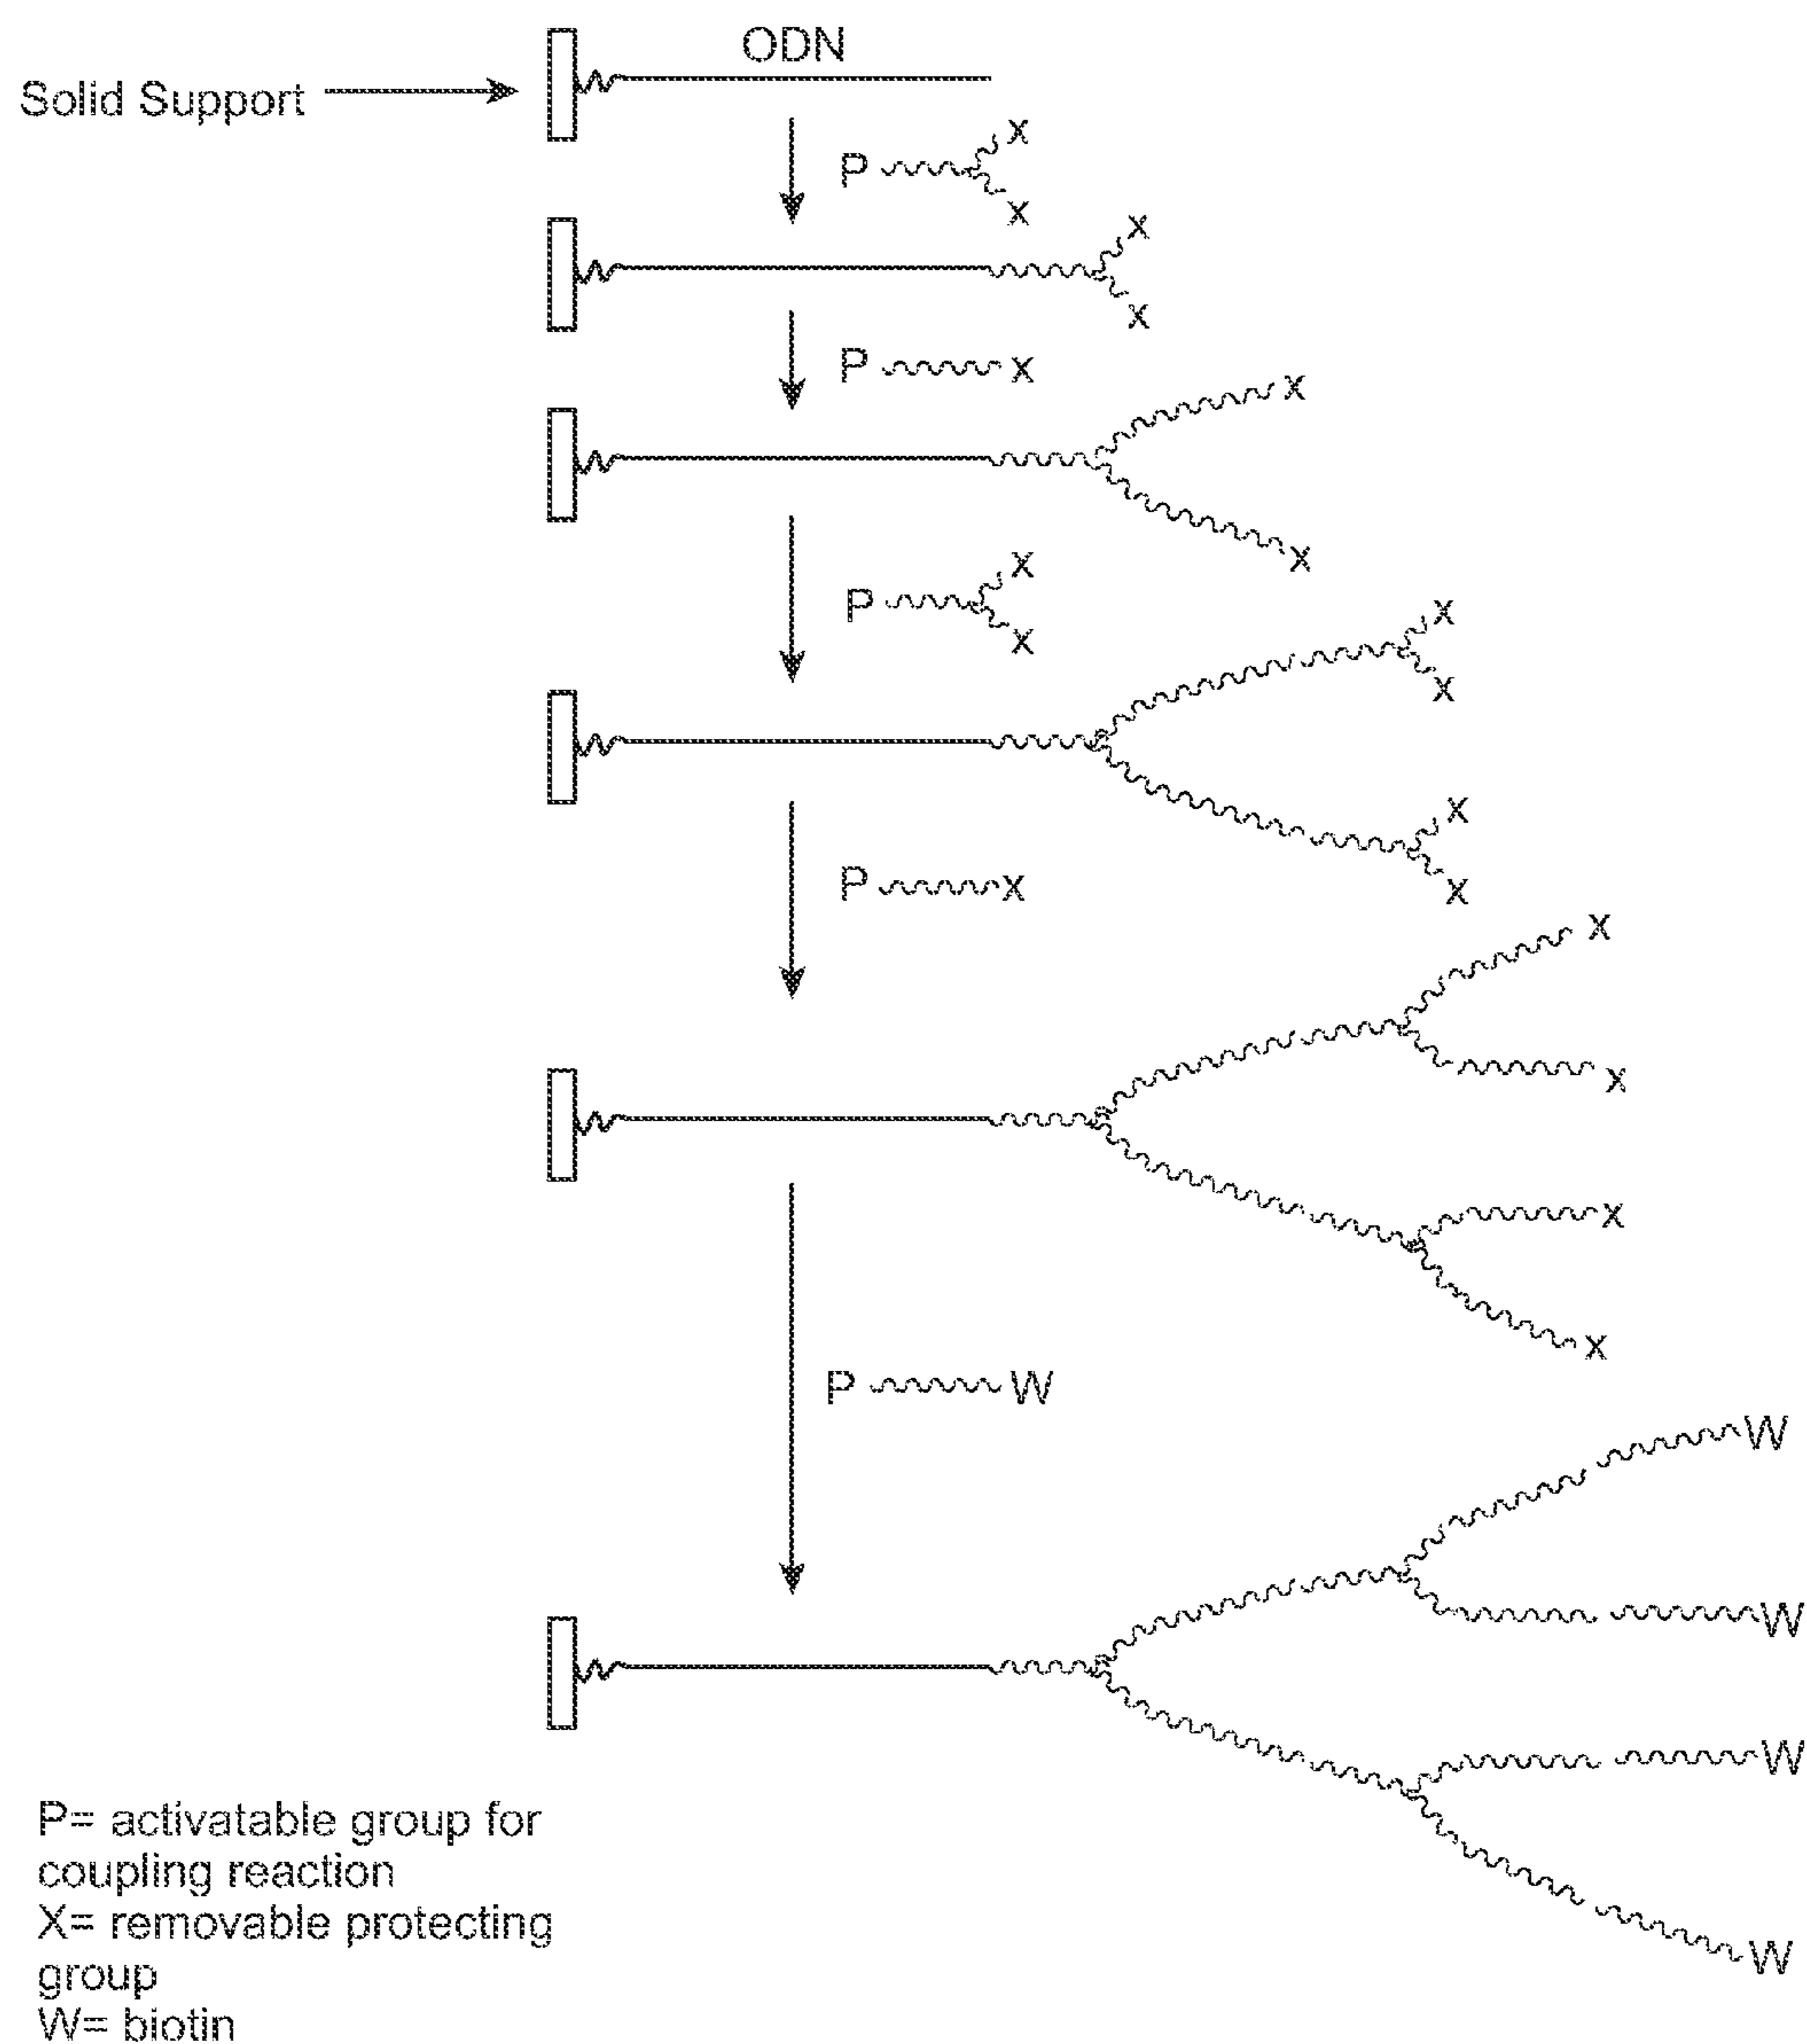 ODN
Solid Support
X
P
X
X
X
P X
X
X
X
P
X
X
X
X
X
P X
X
X
X
X
P W
W
W
W
W
P= activatable group for
coupling reaction
X= removable protecting
group
W= biotin